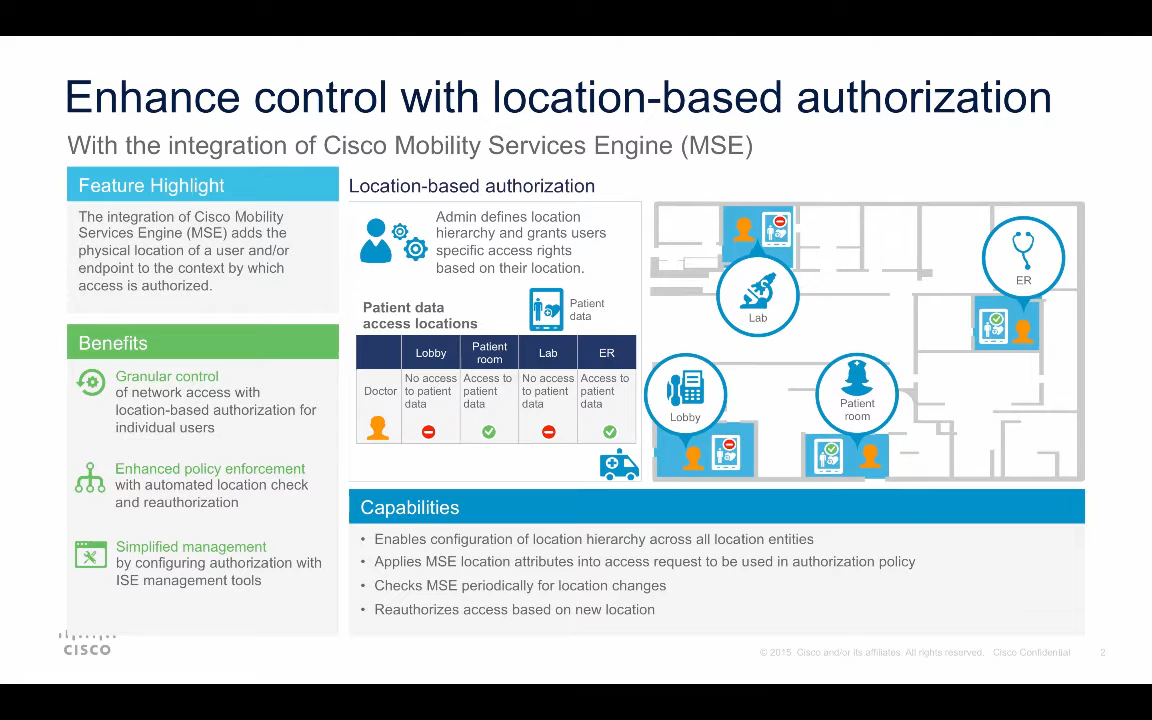 Enhance control with location-based authorization
With the integration of Cisco Mobility Services Engine (MSE)
Feature Highlight
The integration of Cisco Mobility
Services Engine (MSE) adds the
physical location of a user and/or
endpoint to the context by which
access is authorized.
Benefits
Granular control
of network access with
location-based authorization for
individual users
Enhanced policy enforcement
with automated location check
and reauthorization
Simplified management
by configuring authorization with
ISE management tools
Location-based authorization
Admin defines location
hierarchy and grants users
specific access rights
based on their location.
Patient data
access locations
Patient
data
Lobby
Patient
room
Lab
ER
Doctor
No access
to patient
data
Access to
patient
data
No access
to patient
data
Access to
patient
data
Lab
ER
Lobby
Patient
room
Capabilities
• Enables configuration of location hierarchy across all location entities
• Applies MSE location attributes into access request to be used in authorization policy
• Checks MSE periodically for location changes
• Reauthorizes access based on new location
CISCO
© 2015 Cisco and/or its affiliates. All rights reserved. Cisco Confidential 2